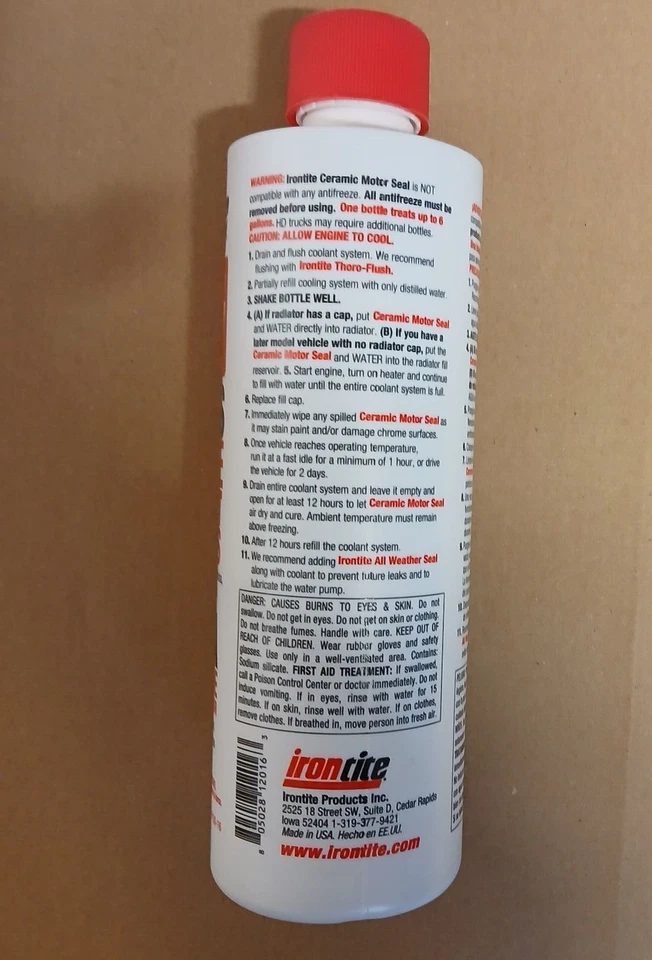 WARNING: Irontite Ceramic Motor Seal is NOT
compatible with any antifreeze. All antifreeze must be
removed before using. One bottle treats up to 6
gallons. HD trucks may require additional bottles.
CAUTION: ALLOW ENGINE TO COOL.
1. Drain and flush coolant system. We recommend
flushing with Irontite Thoro-Flush.
2. Partially refill cooling system with only distilled water
3. SHAKE BOTTLE WELL.
4. (A) If radiator has a cap, put Ceramic Motor Seal
and WATER directly into radiator. (B) If you have a
later model vehicle with no radiator cap, put the
Ceramic Motor Seal and WATER into the radiator fill
reservoir. 5. Start engine, turn on heater and continue
to fill with water until the entire coolant system is full.
6. Replace fill cap.
7. Immediately wipe any spilled Ceramic Motor Seal as
it may stain paint and/or damage chrome surfaces.
8. Once vehicle reaches operating temperature,
run it at a fast idle for a minimum of 1 hour, or drive
the vehicle for 2 days.
9. Drain entire coolant system and leave it empty and
open for at least 12 hours to let Ceramic Motor Seal
air dry and cure. Ambient temperature must remain
above freezing.
10. After 12 hours refill the coolant system.
11. We recommend adding Irontite All Weather Seal
along with coolant to prevent future leaks and to
lubricate the water pump.
DANGER: CAUSES BURNS TO EYES & SKIN. Do not
swallow. Do not get in eyes. Do not get on skin or clothing.
Do not breathe fumes. Handle with care. KEEP OUT OF
REACH OF CHILDREN. Wear rubber gloves and safety
glasses. Use only in a well-ventilated area. Contains:
Sodium silicate. FIRST AID TREATMENT: If swallowed,
call a Poison Control Center or doctor immediately. Do not
induce vomiting. If in eyes, rinse with water for 15
minutes. If on skin, rinse well with water. If on clothes,
remove clothes. If breathed in, move person into fresh air.
irontite
Irontite Products Inc.
2525 18 Street SW, Suite D, Cedar Rapids
Iowa 52404 1-319-377-9421
Made in USA. Hecho en EE.UU.
www.irontite.com
8 05028 12016 3